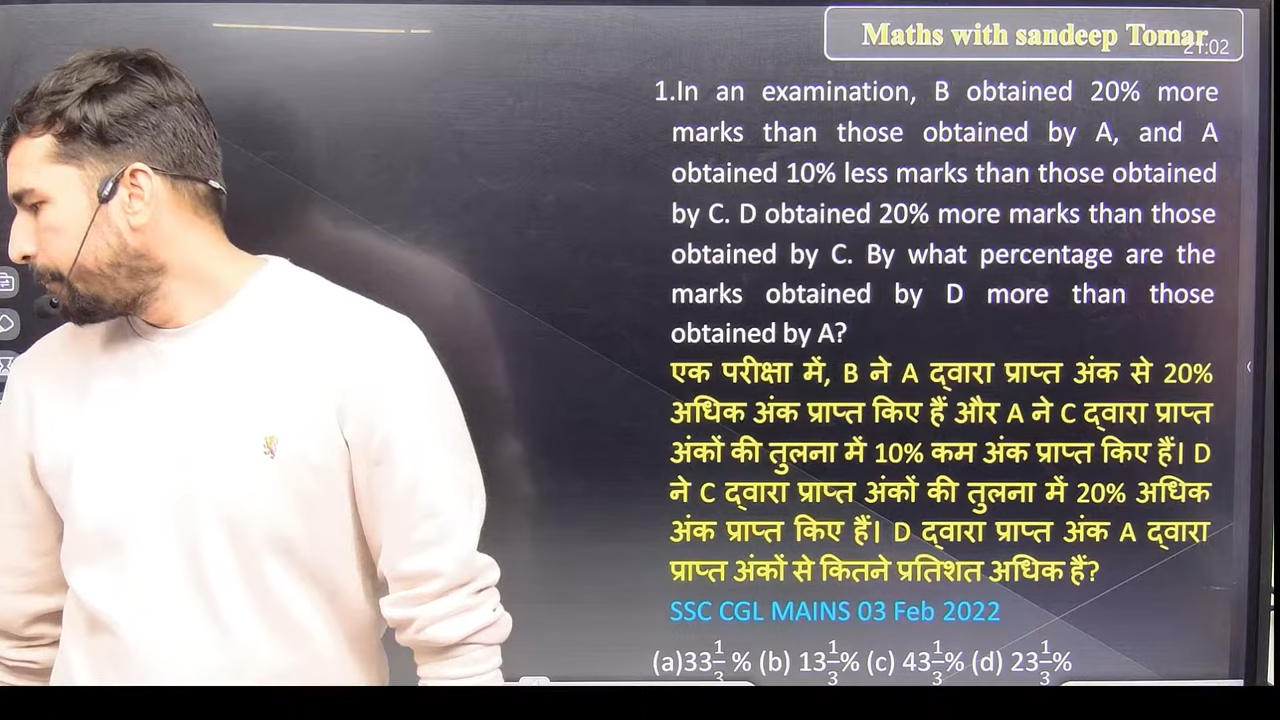 Maths with sandeep Tomar
21:02
1.In an examination, B obtained 20% more
marks than those obtained by A, and A
obtained 10% less marks than those obtained
by C. D obtained 20% more marks than those
obtained by C. By what percentage are the
marks obtained by D more than those
obtained by A?
एक परीक्षा में, B ने A द्वारा प्राप्त अंक से 20%
अधिक अंक प्राप्त किए हैं और A ने C द्वारा प्राप्त
अंकों की तुलना में 10% कम अंक प्राप्त किए हैं। D
ने C द्वारा प्राप्त अंकों की तुलना में 20% अधिक
अंक प्राप्त किए हैं। D द्वारा प्राप्त अंक A द्वारा
प्राप्त अंकों से कितने प्रतिशत अधिक हैं?
SSC CGL MAINS 03 Feb 2022
(a)33 1/3 % (b) 13 1/3% (c) 43 1/3% (d) 23 1/3%